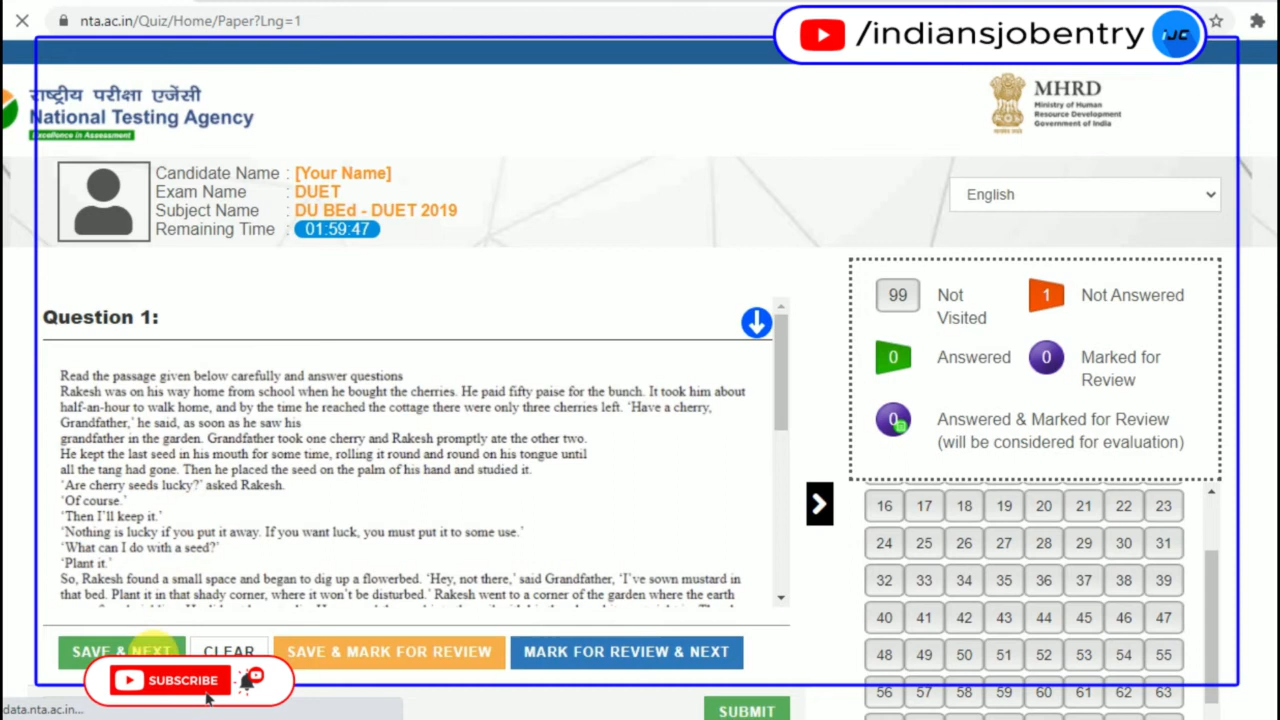 nta.ac.in/Quiz/Home/Paper?Lng=1
/indiansjobentry
IJC
राष्ट्रीय परीक्षा एजेंसी
National Testing Agency
Excellence in Assessment
MHRD
Ministry of Human
Resource Development
Government of India
Candidate Name : [Your Name]
Exam Name : DUET
Subject Name : DU BEd - DUET 2019
Remaining Time : 01:59:47
English
Question 1:
Read the passage given below carefully and answer questions
Rakesh was on his way home from school when he bought the cherries. He paid fifty paise for the bunch. It took him about
half-an-hour to walk home, and by the time he reached the cottage there were only three cherries left. ‘Have a cherry,
Grandfather,’ he said, as soon as he saw his
grandfather in the garden. Grandfather took one cherry and Rakesh promptly ate the other two.
He kept the last seed in his mouth for some time, rolling it round and round on his tongue until
all the tang had gone. Then he placed the seed on the palm of his hand and studied it.
‘Are cherry seeds lucky?’ asked Rakesh.
‘Of course.’
‘Then I’ll keep it.’
‘Nothing is lucky if you put it away. If you want luck, you must put it to some use.’
‘What can I do with a seed?’
‘Plant it.’
So, Rakesh found a small space and began to dig up a flowerbed. ‘Hey, not there,’ said Grandfather, ‘I’ve sown mustard in
that bed. Plant it in that shady corner, where it won’t be disturbed.’ Rakesh went to a corner of the garden where the earth
99 Not Visited
1 Not Answered
0 Answered
0 Marked for Review
0 Answered & Marked for Review
(will be considered for evaluation)
16 17 18 19 20 21 22 23
24 25 26 27 28 29 30 31
32 33 34 35 36 37 38 39
40 41 42 43 44 45 46 47
48 49 50 51 52 53 54 55
56 57 58 59 60 61 62 63
SAVE & NEXT CLEAR SAVE & MARK FOR REVIEW MARK FOR REVIEW & NEXT
SUBSCRIBE
data.nta.ac.in...
SUBMIT